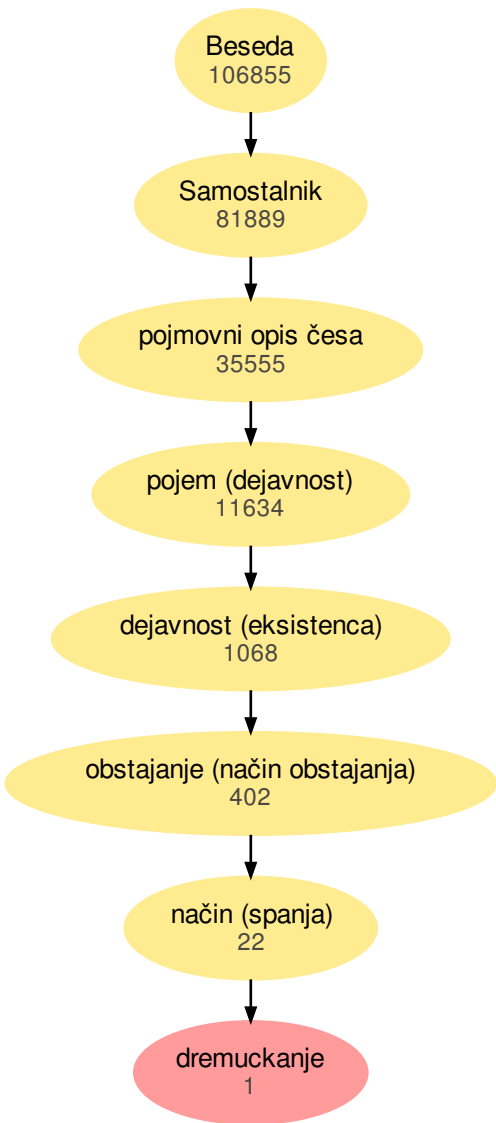 Beseda
106855
Samostalnik
81889
pojmovni opis česa
35555
pojem (dejavnost)
11634
dejavnost (eksistenca)
1068
obstajanje (način obstajanja)
402
način (spanja)
22
dremuckanje
1